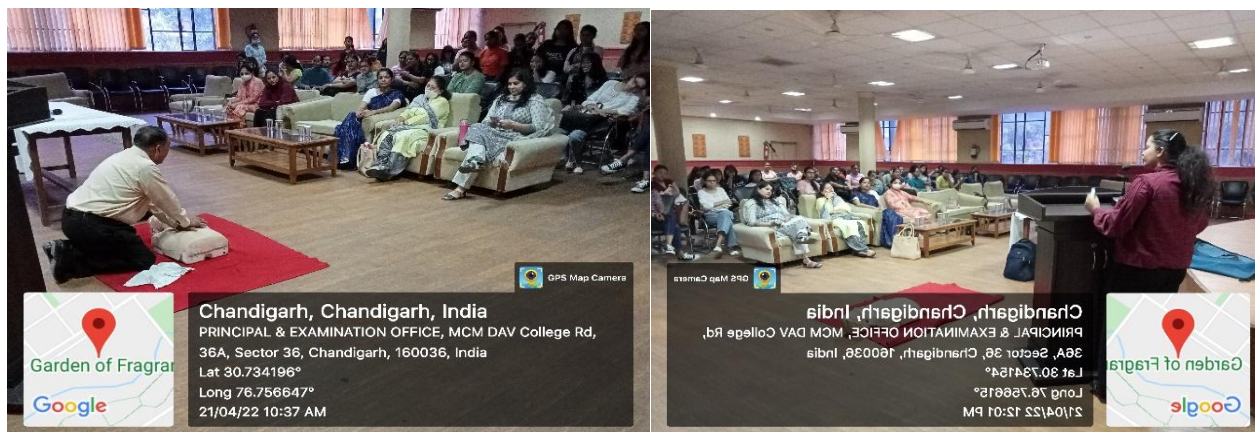 GPS Map Camera
Chandigarh, Chandigarh, India
PRINCIPAL & EXAMINATION OFFICE, MCM DAV College Rd,
36A, Sector 36, Chandigarh, 160036, India
Lat 30.734196°
Long 76.756647°
21/04/22 10:37 AM
Garden of Fragran
Google
GPS Map Camera
Chandigarh, Chandigarh, India
PRINCIPAL & EXAMINATION OFFICE, MCM DAV College Rd,
36A, Sector 36, Chandigarh, 160036, India
Lat 30.734154°
Long 76.756615°
21/04/22 12:01 PM
Garden of Fragra
Google